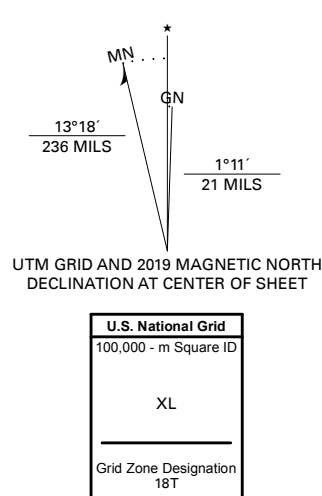 ★
MN
GN
13°18´
236 MILS
1°11´
21 MILS
UTM GRID AND 2019 MAGNETIC NORTH
DECLINATION AT CENTER OF SHEET
U.S. National Grid
100,000 - m Square ID
XL
Grid Zone Designation
18T